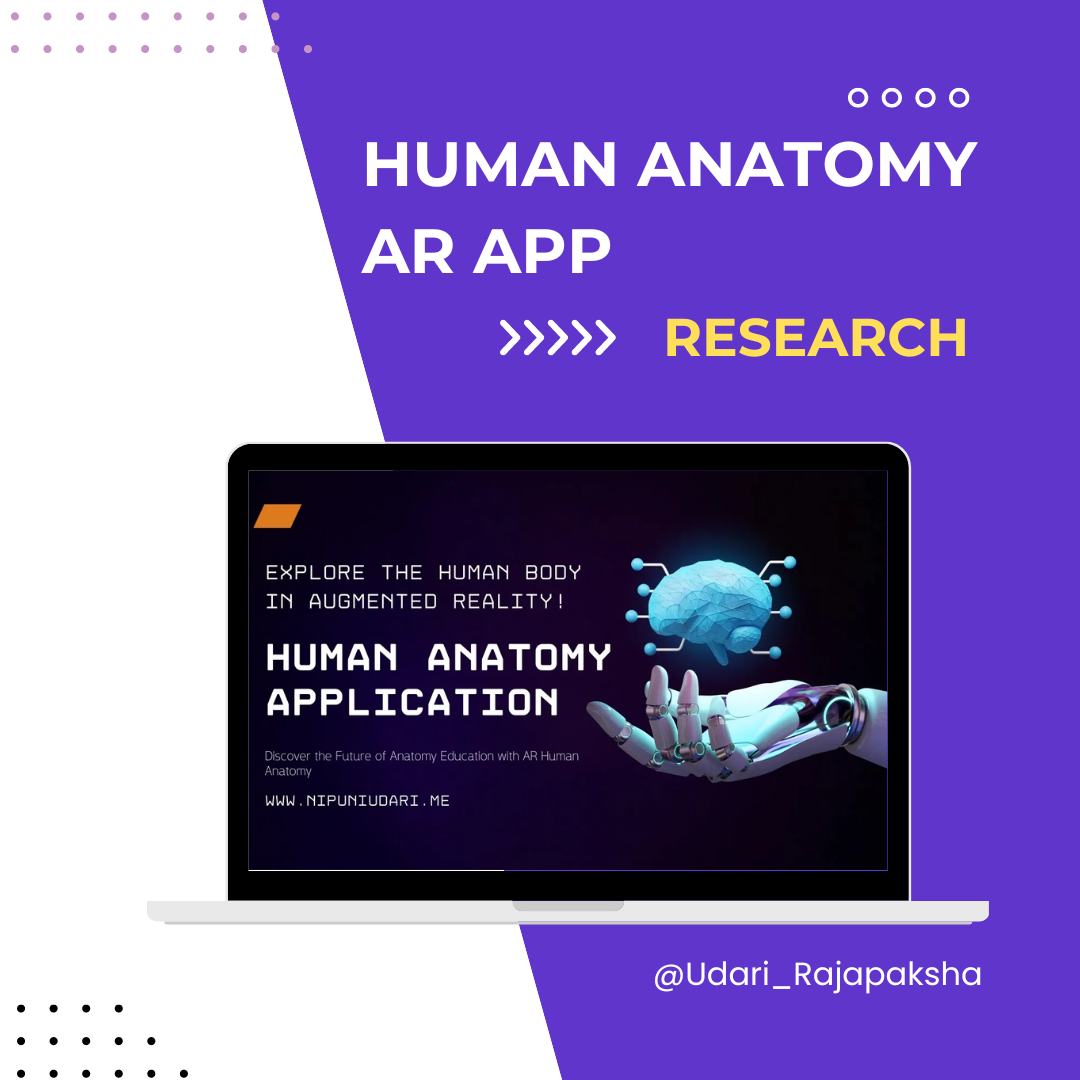 HUMAN ANATOMY
AR APP
RESEARCH
EXPLORE THE HUMAN BODY
IN AUGMENTED REALITY!
HUMAN ANATOMY
APPLICATION
Discover the Future of Anatomy Education with AR Human
Anatomy
WWW.NIPUNIUDARI.ME
@Udari_Rajapaksha